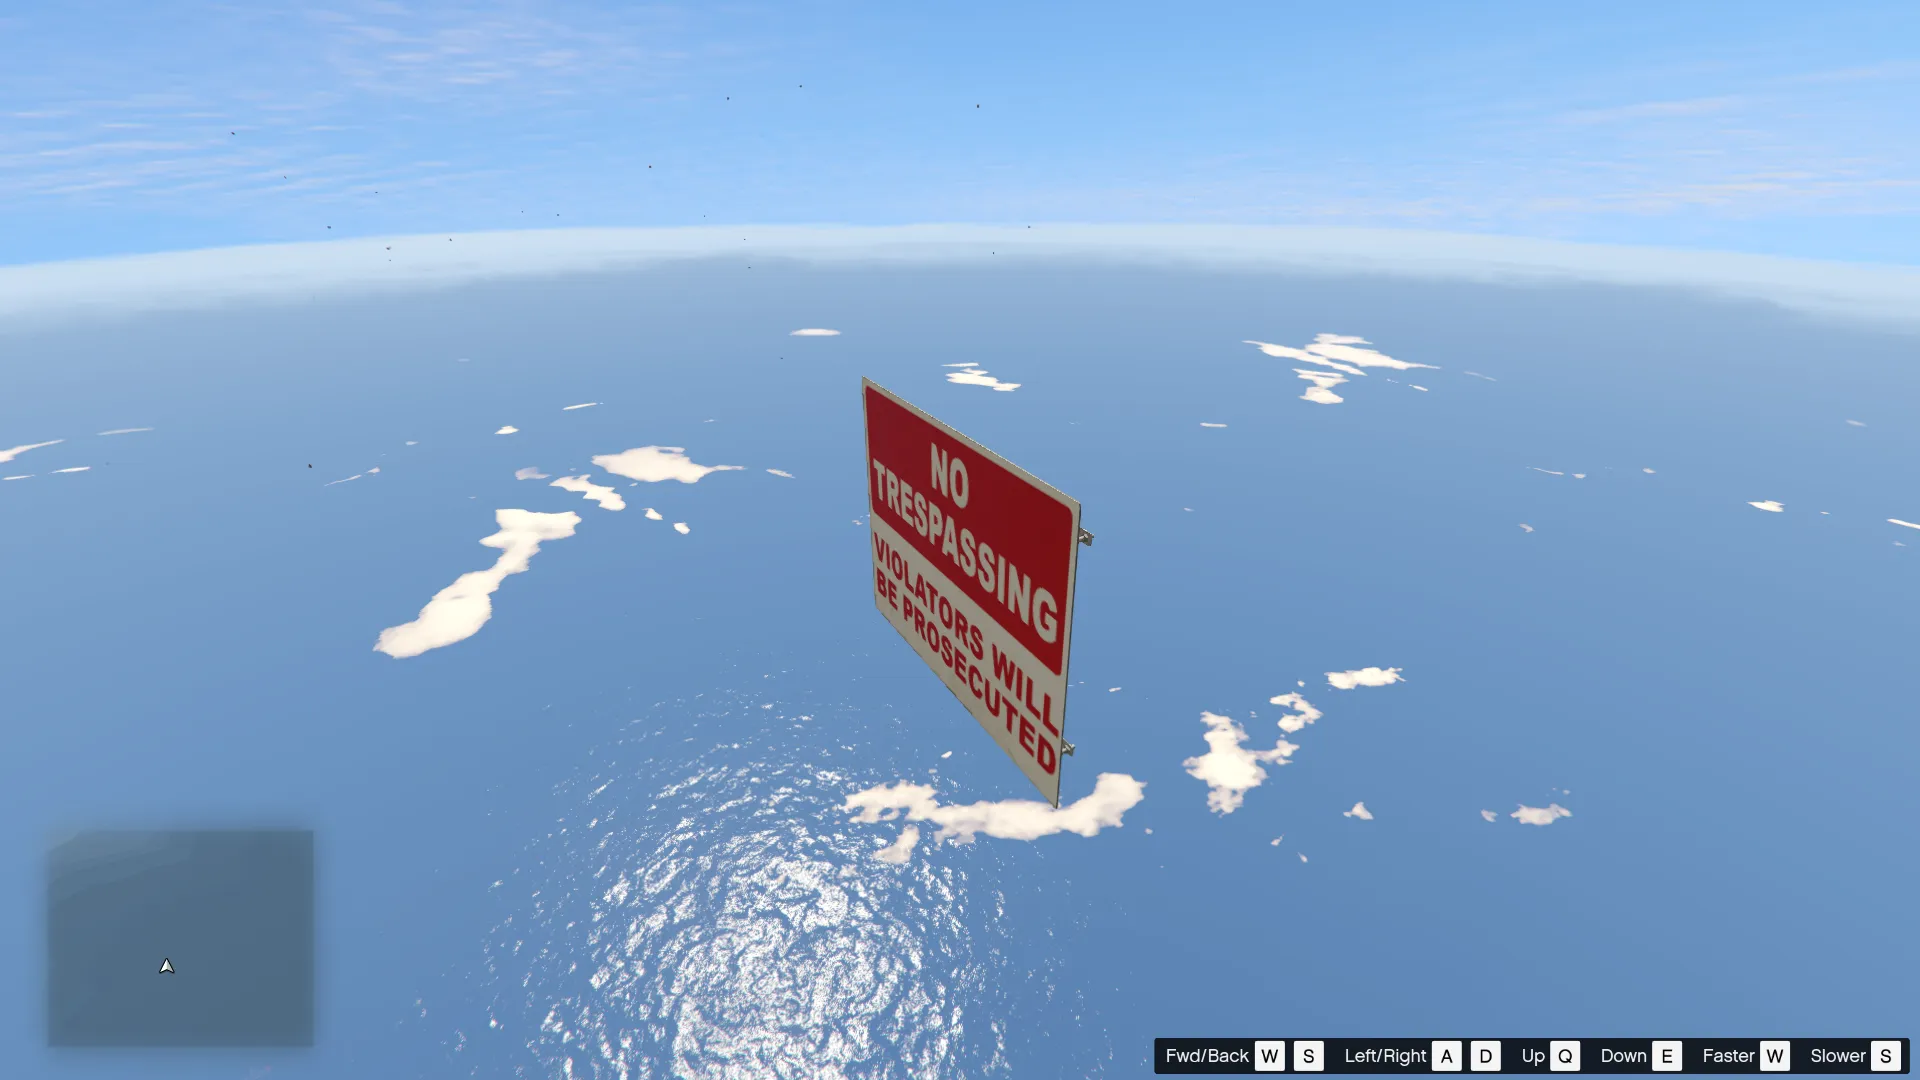 NO
TRESPASSING
VIOLATORS WILL
BE PROSECUTED
Fwd/Back W S Left/Right A D Up Q Down E Faster W Slower S